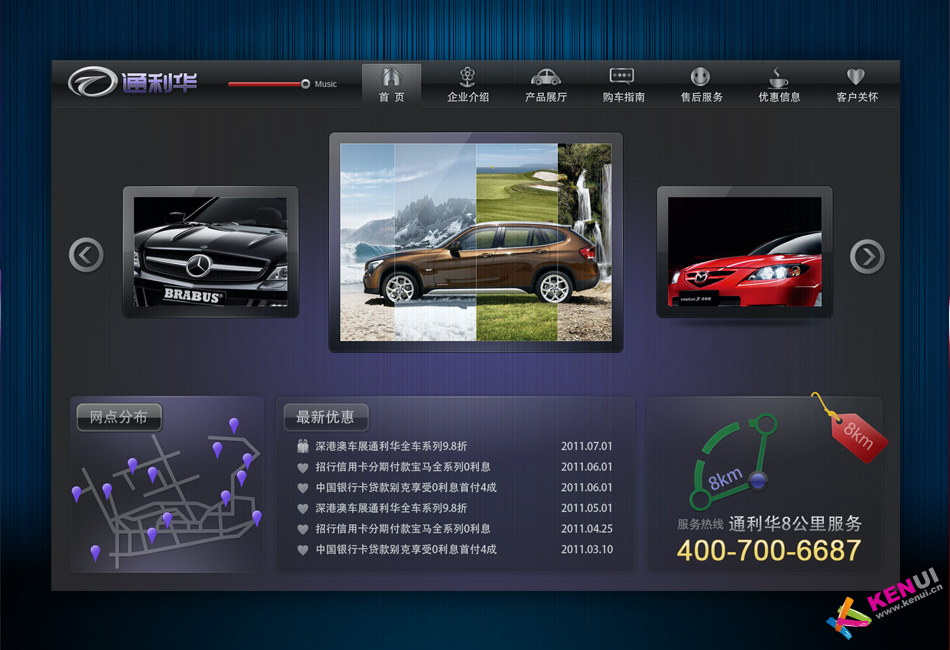 通利华
Music
首 页
企业介绍
产品展厅
购车指南
售后服务
优惠信息
客户关怀
BRABUS
网点分布
最新优惠
深港澳车展通利华全车系列9.8折 2011.07.01
招行信用卡分期付款宝马全系列0利息 2011.06.01
中国银行卡贷款别克享受0利息首付4成 2011.06.01
深港澳车展通利华全车系列9.8折 2011.05.01
招行信用卡分期付款宝马全系列0利息 2011.04.25
中国银行卡贷款别克享受0利息首付4成 2011.03.10
8km
8km
服务热线 通利华8公里服务
400-700-6687
KENUI
www.kenui.cn